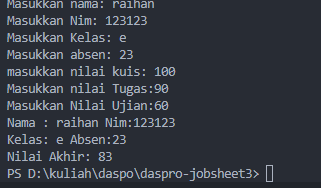 Masukkan nama: raihan
Masukkan Nim: 123123
Masukkan Kelas: e
Masukkan absen: 23
masukkan nilai kuis: 100
Masukkan nilai Tugas:90
Masukkan Nilai Ujian:60
Nama : raihan Nim:123123
Kelas: e Absen:23
Nilai Akhir: 83
PS D:\kuliah\daspo\daspro-jobsheet3>